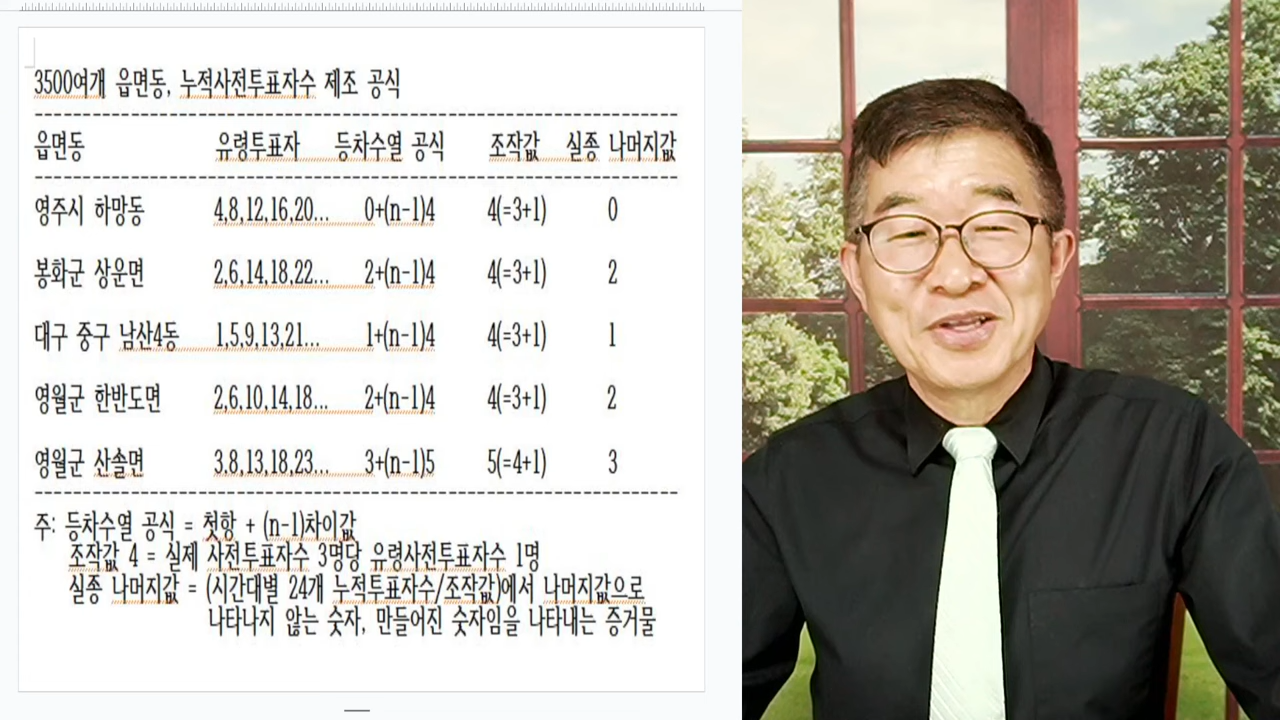 3500여개 읍면동, 누적사전투표자수 제조 공식
읍면동 유령투표자 등차수열 공식 조작값 실종 나머지값
영주시 하망동 4,8,12,16,20... 0+(n-1)4 4(=3+1) 0
봉화군 상운면 2,6,14,18,22... 2+(n-1)4 4(=3+1) 2
대구 중구 남산4동 1,5,9,13,21... 1+(n-1)4 4(=3+1) 1
영월군 한반도면 2,6,10,14,18... 2+(n-1)4 4(=3+1) 2
영월군 산솔면 3.8,13,18,23... 3+(n-1)5 5(=4+1) 3
주: 등차수열 공식 = 첫항 + (n-1)차이값
조작값 4 = 실제 사전투표자수 3명당 유령사전투표자수 1명
실종 나머지값 = (시간대별 24개 누적투표자수/조작값)에서 나머지값으로
나타나지 않는 숫자, 만들어진 숫자임을 나타내는 증거물